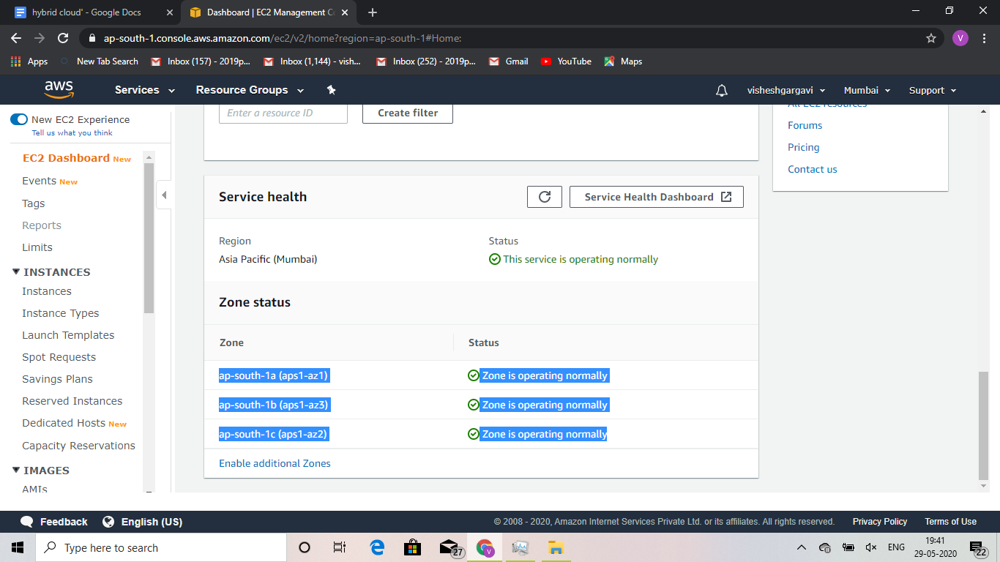 hybrid cloud' - Google Docs
Dashboard | EC2 Management Co
ap-south-1.console.aws.amazon.com/ec2/v2/home?region=ap-south-1#Home:
V
Apps New Tab Search Inbox (157) - 2019p... Inbox (1,144) - vish... Inbox (252) - 2019p... Gmail YouTube Maps
aws Services Resource Groups visheshgargavi Mumbai Support
New EC2 Experience
Tell us what you think
EC2 Dashboard New
Events New
Tags
Reports
Limits
INSTANCES
Instances
Instance Types
Launch Templates
Spot Requests
Savings Plans
Reserved Instances
Dedicated Hosts New
Capacity Reservations
IMAGES
AMIs
Enter a resource ID Create filter
Service health Service Health Dashboard
Region Status
Asia Pacific (Mumbai) This service is operating normally
Zone status
Zone Status
ap-south-1a (aps1-az1) Zone is operating normally
ap-south-1b (aps1-az3) Zone is operating normally
ap-south-1c (aps1-az2) Zone is operating normally
Enable additional Zones
All EC2 resources
Forums
Pricing
Contact us
Feedback English (US) © 2008 - 2020, Amazon Internet Services Private Ltd. or its affiliates. All rights reserved. Privacy Policy Terms of Use
Type here to search
27
V
ENG
19:41
29-05-2020
22